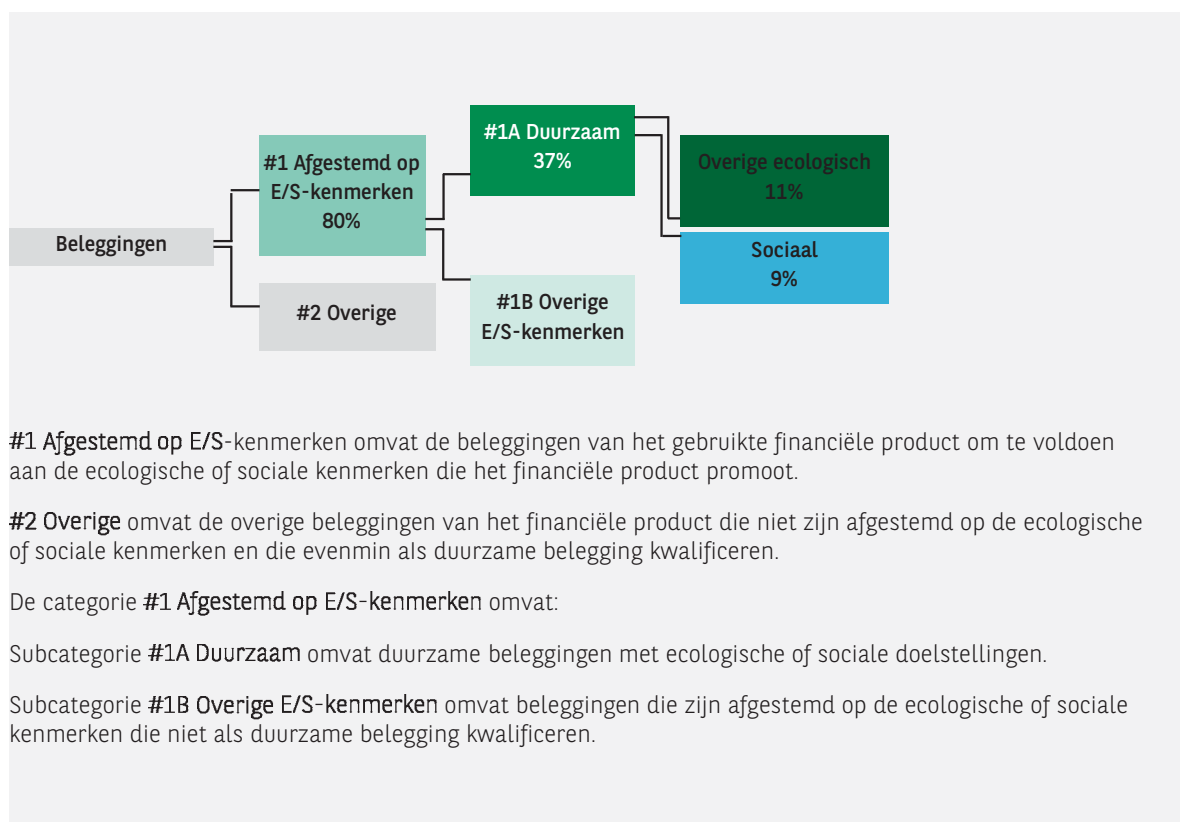 #1A Duurzaam
37%
#1 Afgestemd op
E/S-kenmerken
80%
Overige ecologisch
11%
Beleggingen
Sociaal
9%
#2 Overige
#1B Overige
E/S-kenmerken
#1 Afgestemd op E/S-kenmerken omvat de beleggingen van het gebruikte financiële product om te voldoen
aan de ecologische of sociale kenmerken die het financiële product promoot.
#2 Overige omvat de overige beleggingen van het financiële product die niet zijn afgestemd op de ecologische
of sociale kenmerken en die evenmin als duurzame belegging kwalificeren.
De categorie #1 Afgestemd op E/S-kenmerken omvat:
Subcategorie #1A Duurzaam omvat duurzame beleggingen met ecologische of sociale doelstellingen.
Subcategorie #1B Overige E/S-kenmerken omvat beleggingen die zijn afgestemd op de ecologische of sociale
kenmerken die niet als duurzame belegging kwalificeren.